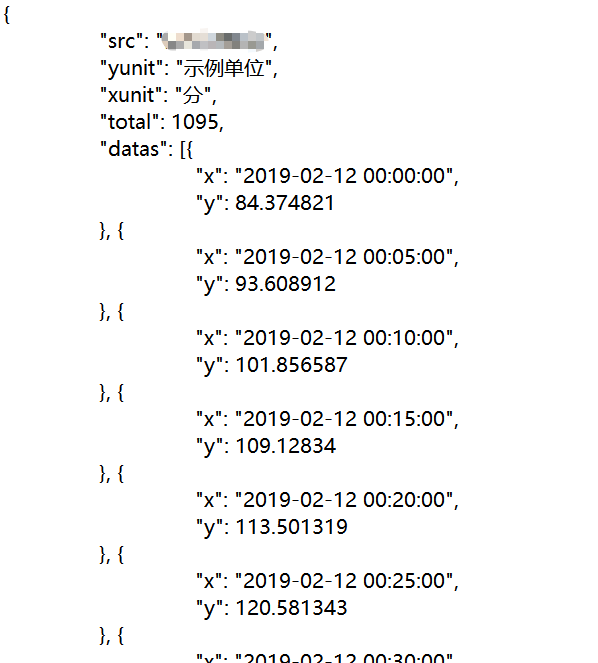 {
"src": "",
"yunit": "示例单位",
"xunit": "分",
"total": 1095,
"datas": [{
"x": "2019-02-12 00:00:00",
"y": 84.374821
}, {
"x": "2019-02-12 00:05:00",
"y": 93.608912
}, {
"x": "2019-02-12 00:10:00",
"y": 101.856587
}, {
"x": "2019-02-12 00:15:00",
"y": 109.12834
}, {
"x": "2019-02-12 00:20:00",
"y": 113.501319
}, {
"x": "2019-02-12 00:25:00",
"y": 120.581343
}, {
"x": "2019-02-12 00:30:00"